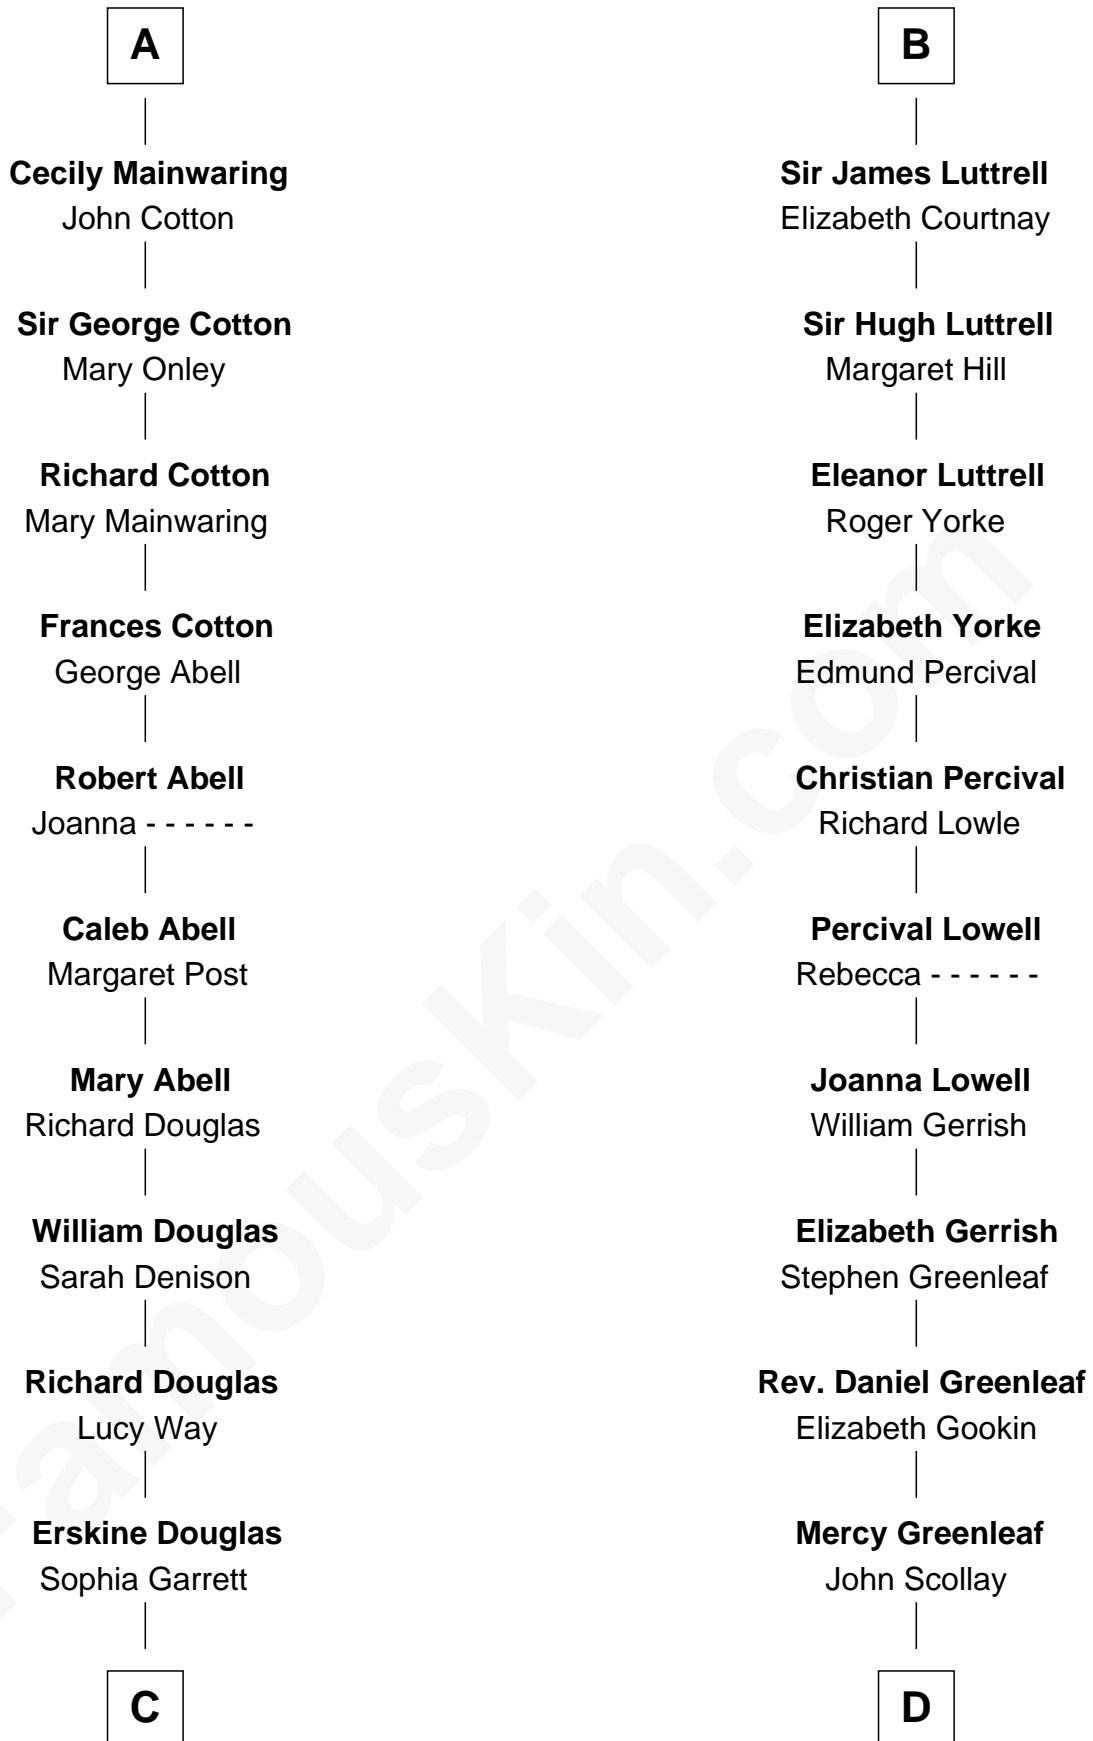 A
Cecily Mainwaring
John Cotton
Sir George Cotton
Mary Onley
Richard Cotton
Mary Mainwaring
Frances Cotton
George Abell
Robert Abell
Joanna - - - - - -
Caleb Abell
Margaret Post
Mary Abell
Richard Douglas
William Douglas
Sarah Denison
Richard Douglas
Lucy Way
Erskine Douglas
Sophia Garrett
C
B
Sir James Luttrell
Elizabeth Courtnay
Sir Hugh Luttrell
Margaret Hill
Eleanor Luttrell
Roger Yorke
Elizabeth Yorke
Edmund Percival
Christian Percival
Richard Lowle
Percival Lowell
Rebecca - - - - - -
Joanna Lowell
William Gerrish
Elizabeth Gerrish
Stephen Greenleaf
Rev. Daniel Greenleaf
Elizabeth Gookin
Mercy Greenleaf
John Scollay
D
FamousKin.com